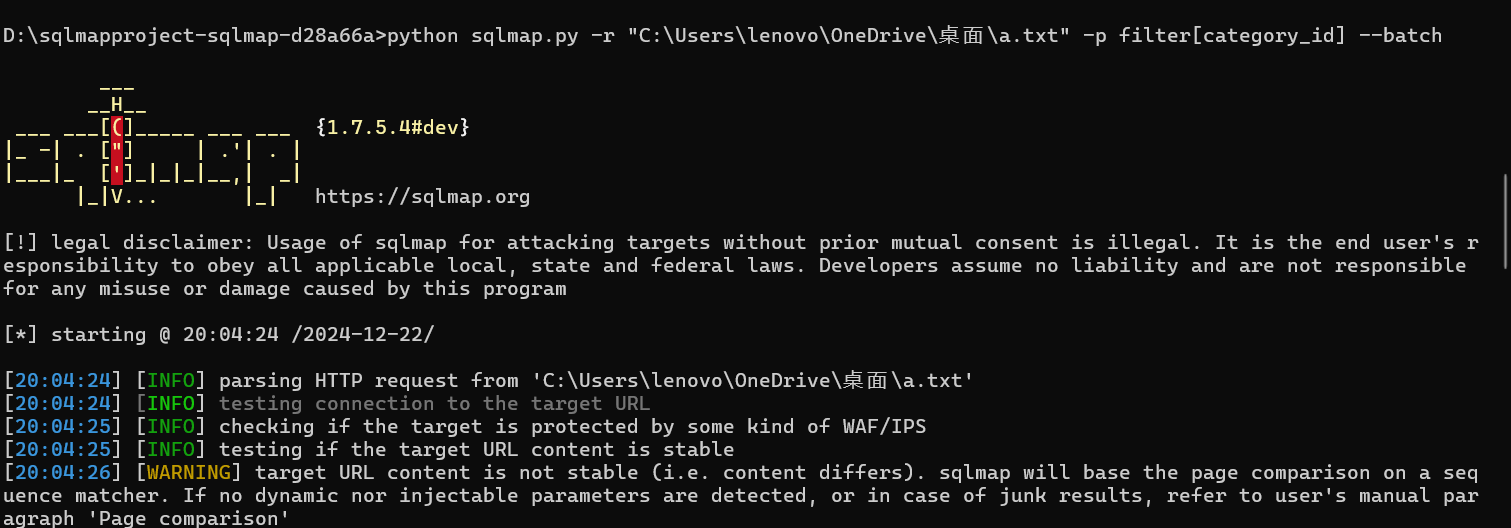 D:\sqlmapproject-sqlmap-d28a66a>python sqlmap.py -r "C:\Users\lenovo\OneDrive\桌面\a.txt" -p filter[category_id] --batch
        ___
       __H__
 ___ ___[(]_____ ___ ___  {1.7.5.4#dev}
|_ -| . ["]     | .'| . |
|___|_  [']_|_|_|__,|  _|
      |_|V...       |_|   https://sqlmap.org
[!] legal disclaimer: Usage of sqlmap for attacking targets without prior mutual consent is illegal. It is the end user's r
esponsibility to obey all applicable local, state and federal laws. Developers assume no liability and are not responsible
for any misuse or damage caused by this program
[*] starting @ 20:04:24 /2024-12-22/
[20:04:24] [INFO] parsing HTTP request from 'C:\Users\lenovo\OneDrive\桌面\a.txt'
[20:04:24] [INFO] testing connection to the target URL
[20:04:25] [INFO] checking if the target is protected by some kind of WAF/IPS
[20:04:25] [INFO] testing if the target URL content is stable
[20:04:26] [WARNING] target URL content is not stable (i.e. content differs). sqlmap will base the page comparison on a seq
uence matcher. If no dynamic nor injectable parameters are detected, or in case of junk results, refer to user's manual par
agraph 'Page comparison'